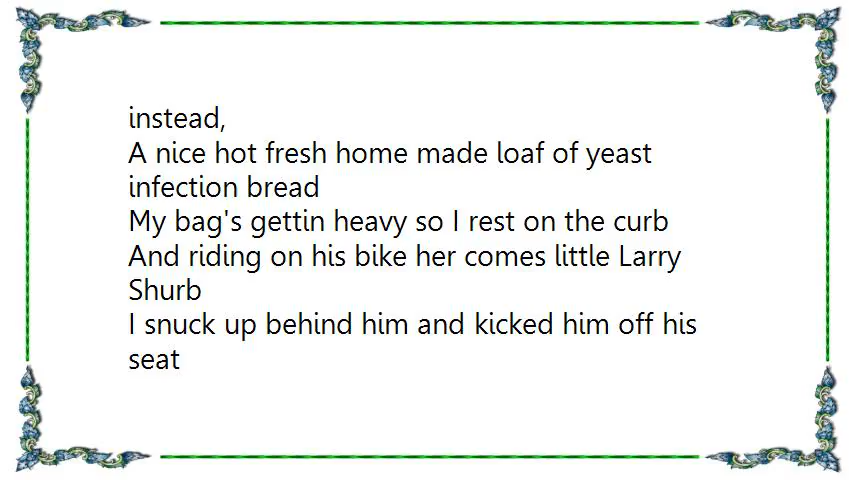 instead,
A nice hot fresh home made loaf of yeast
infection bread
My bag's gettin heavy so I rest on the curb
And riding on his bike her comes little Larry
Shurb
I snuck up behind him and kicked him off his
seat